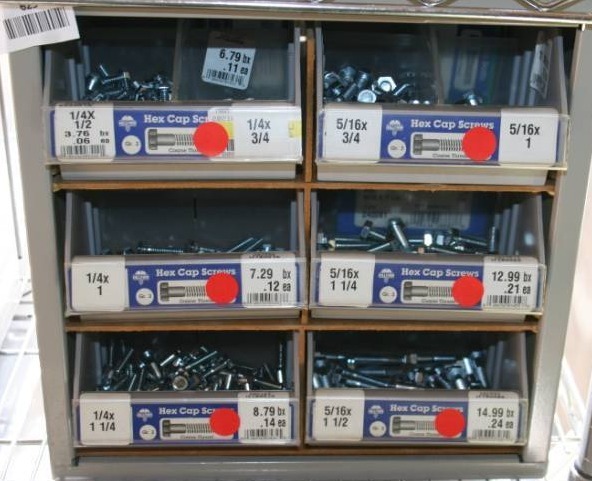 6.79 bx
.11 ea
1/4X
1/2
3.76 bx
.06 ea
Hex Cap Scr
1/4x
3/4
5/16x
3/4
Hex Cap Screws
Coarse Thread
5/16x
1
1/4x
1
Hex Cap Screws
7.29 bx
.12 ea
5/16x
1 1/4
Hex Cap Screws
12.99 bx
.21 ea
1/4x
1 1/4
Hex Cap Scr
8.79 bx
.14 ea
5/16x
1 1/2
Hex Cap Screws
14.99 bx
.24 ea